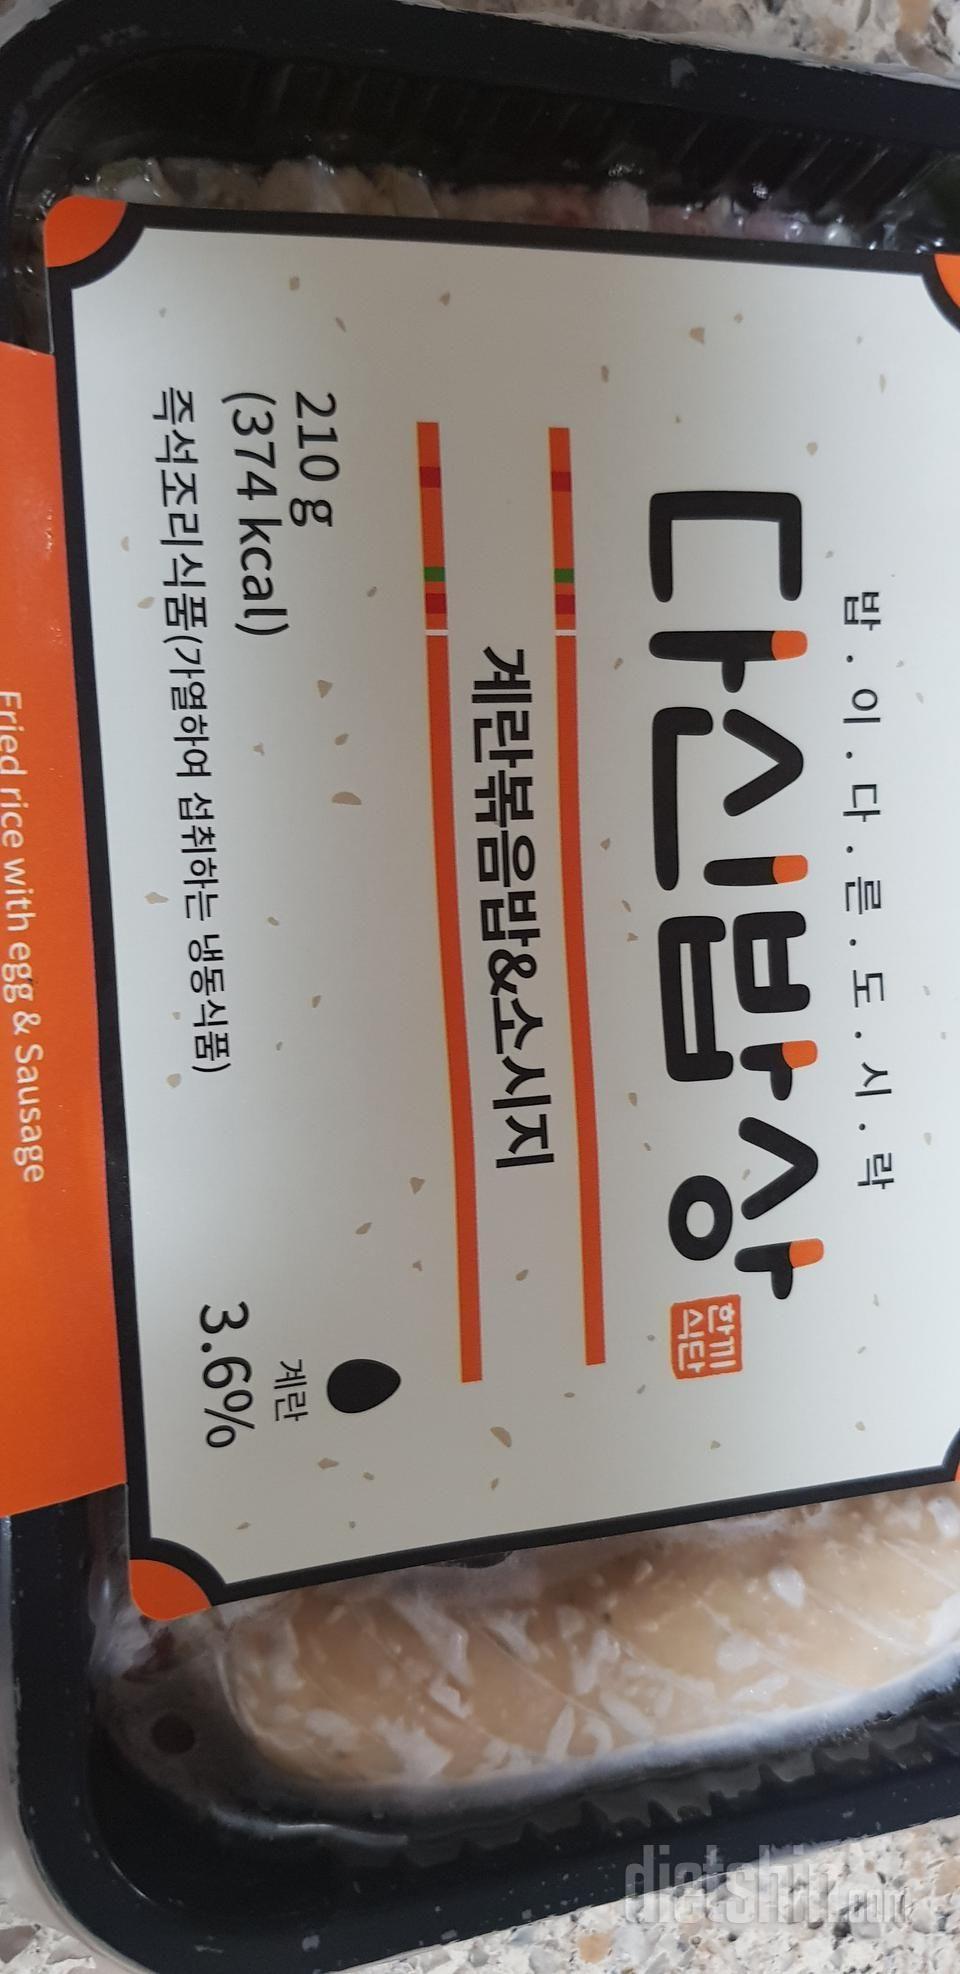 밥.이.다.른.도.시.락
다신밥상
한끼
식단
계란볶음밥&소시지
210 g
(374 kcal)
즉석조리식품(가열하여 섭취하는 냉동식품)
계란
3.6%
Fried rice with egg & Sausage
dietshin.com